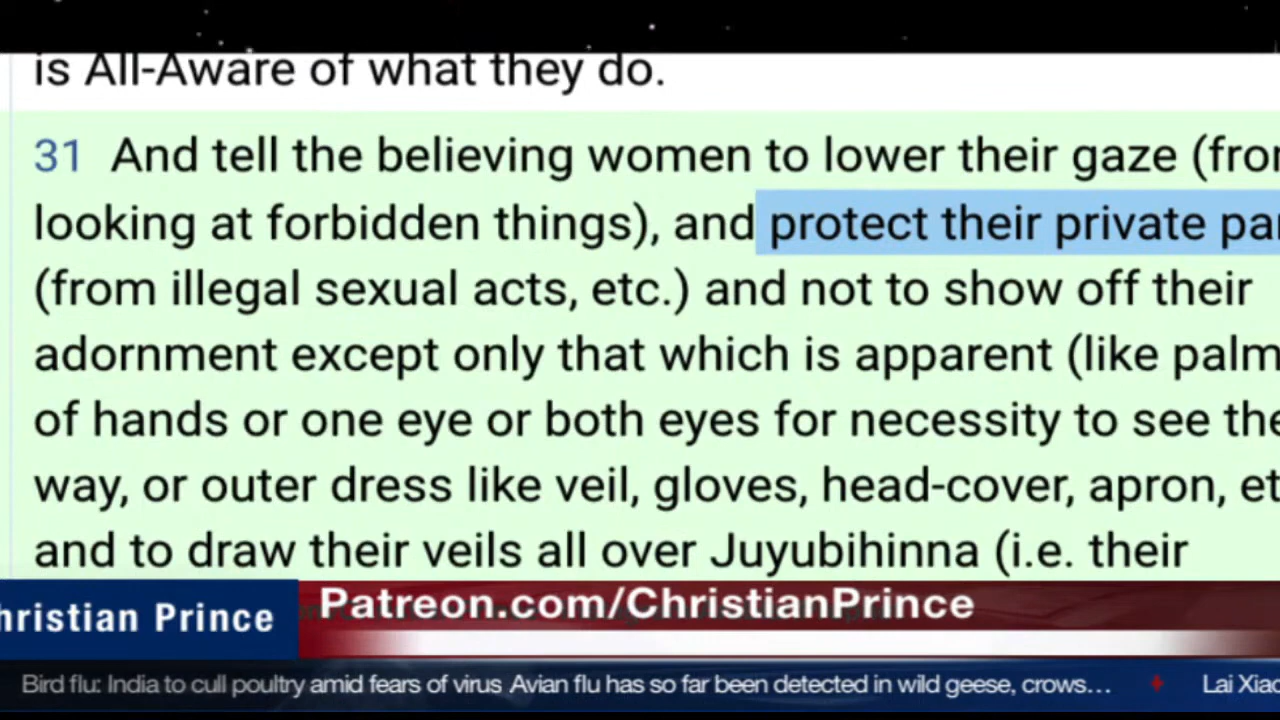 is All-Aware of what they do.
31 And tell the believing women to lower their gaze (from
looking at forbidden things), and protect their private
(from illegal sexual acts, etc.) and not to show off their
adornment except only that which is apparent (like palm
of hands or one eye or both eyes for necessity to see the
way, or outer dress like veil, gloves, head-cover, apron,
and to draw their veils all over Juyubihinna (i.e. their
hristian Prince
Patreon.com/ChristianPrince
Bird flu: India to cull poultry amid fears of virus Avian flu has so far been detected in wild geese, crows... Lai